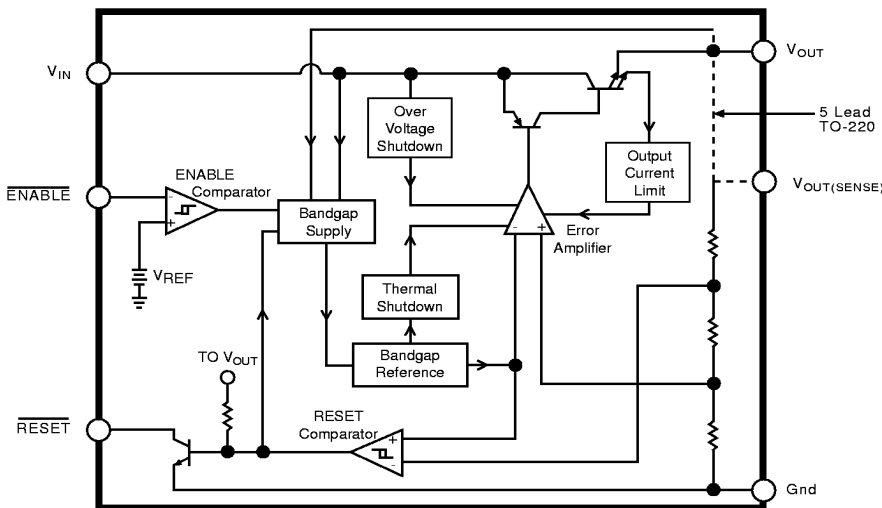 VOUT
VIN
5 Lead
TO-220
Over
Voltage
Shutdown
Output
Current
Limit
ENABLE
Comparator
ENABLE
-
+
VOUT(SENSE)
Bandgap
Supply
- +
Error
Amplifier
VREF
Thermal
Shutdown
TO VOUT
Bandgap
Reference
RESET
RESET
Comparator
+
-
Gnd